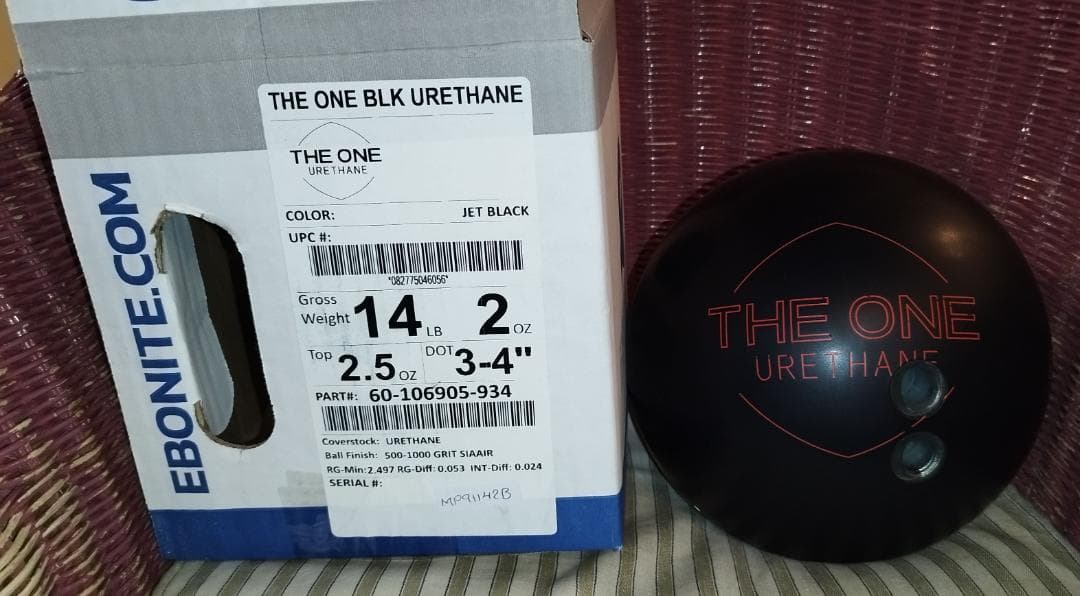 THE ONE BLK URETHANE
THE ONE
URETHANE
COLOR: JET BLACK
UPC #:
*082775046056*
Gross Weight 14 LB 2 OZ
Top 2.5 OZ DOT 3-4"
PART#: 60-106905-934
Coverstock: URETHANE
Ball Finish: 500-1000 GRIT SIAAIR
RG-Min:2.497 RG-Diff: 0.053 INT-Diff: 0.024
SERIAL #:
MP91142B
EBONITE.COM
THE ONE
URETHANE